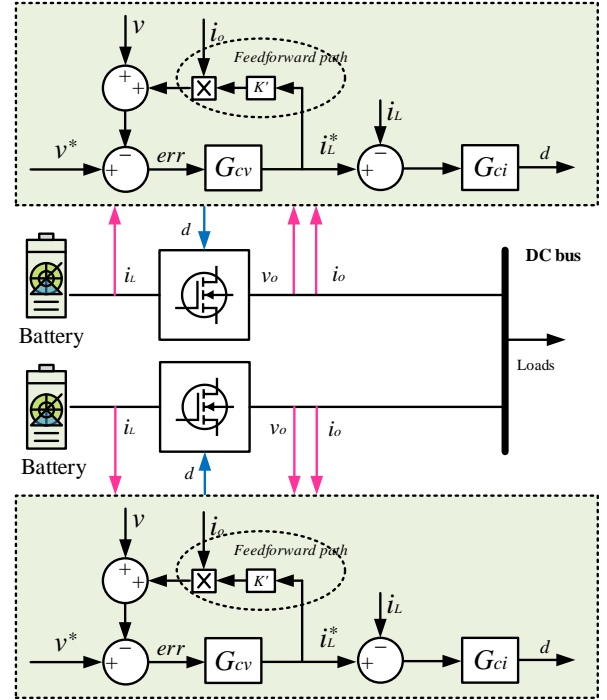 v
i_o
Feedforward path
+
+
×
K'
−
i_L
v*
+
err
G_cv
i_L*
+
−
G_ci
d
i_L
d
v_o
i_o
DC bus
Battery
Loads
i_L
v_o
i_o
Battery
d
v
i_o
Feedforward path
+
+
×
K'
−
i_L
v*
+
err
G_cv
i_L*
+
−
G_ci
d